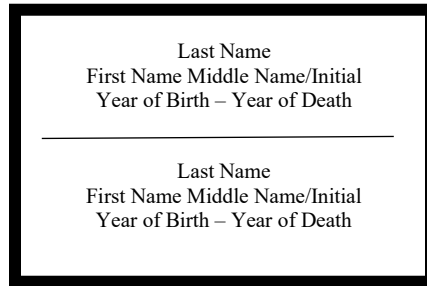 Last Name
First Name Middle Name/Initial
Year of Birth – Year of Death
Last Name
First Name Middle Name/Initial
Year of Birth – Year of Death